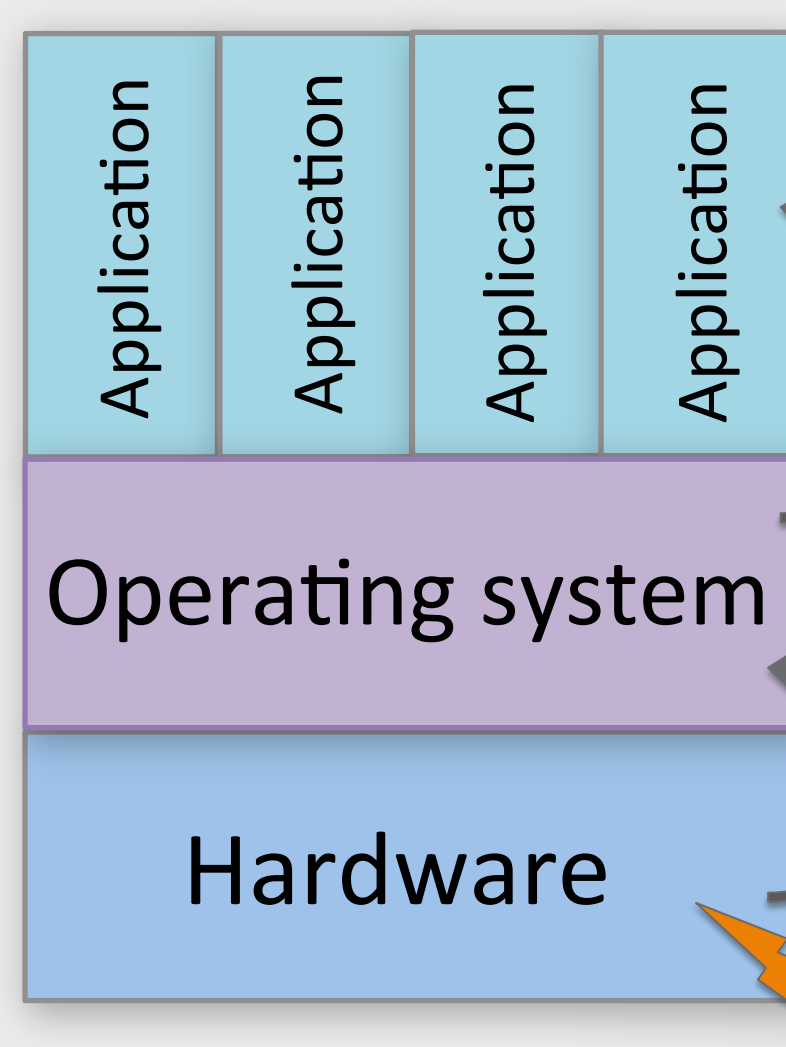 Application
Application
Application
Application
Operating system
Hardware